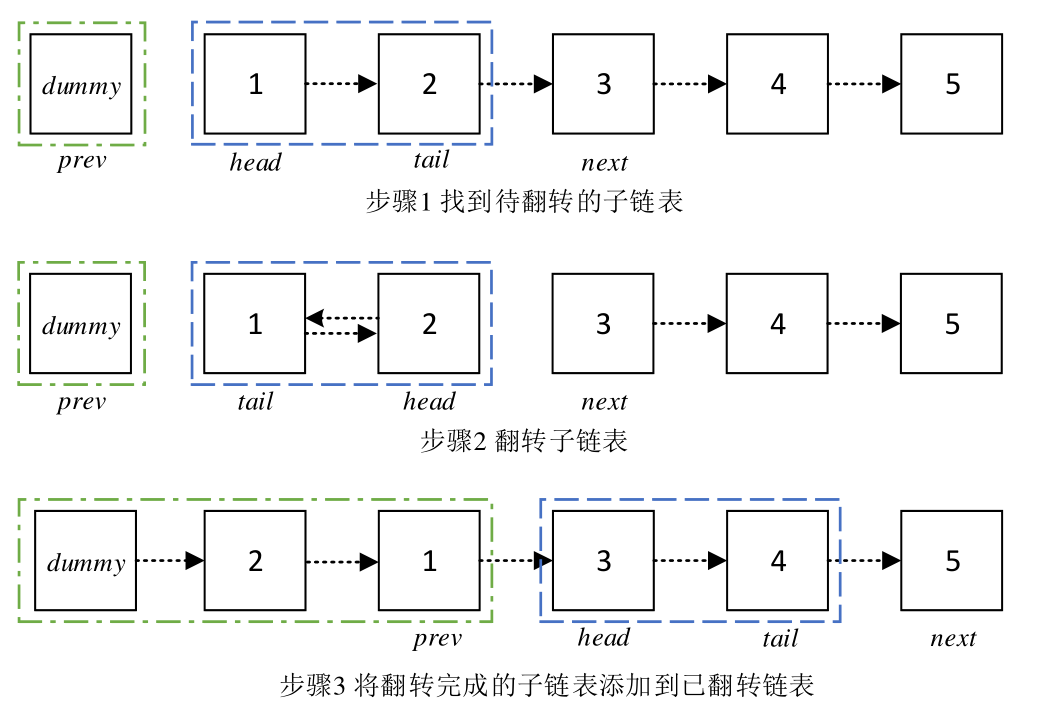 dummy 1 2 3 4 5
prev head tail next
步骤1 找到待翻转的子链表
dummy 1 2 3 4 5
prev tail head next
步骤2 翻转子链表
dummy 2 1 3 4 5
prev head tail next
步骤3 将翻转完成的子链表添加到已翻转链表